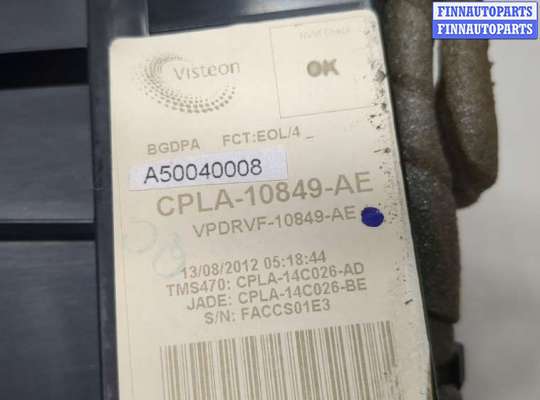 FINNAUTOPARTS
FINNAUTOPARTS
FINNAUTOPARTS
Visteon
OK
BGDPA FCT:EOL/4 _
A50040008
CPLA-10849-AE
VPDRVF-10849-AE
13/08/2012 05:18:44
TMS470: CPLA-14C026-AD
JADE: CPLA-14C026-BE
S/N: FACCS01E3